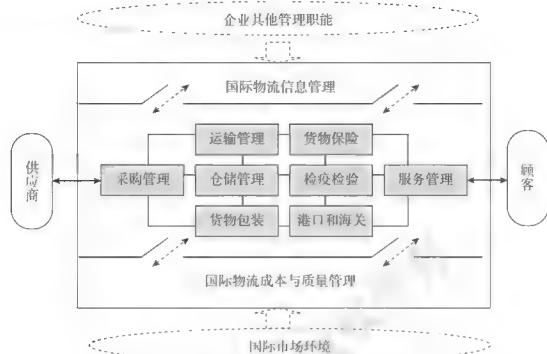 企业其他管理职能
国际物流信息管理
运输管理
货物保险
供应商
采购管理
仓储管理
检疫检验
服务管理
顾客
货物包装
港口和海关
国际物流成本与质量管理
国际市场环境